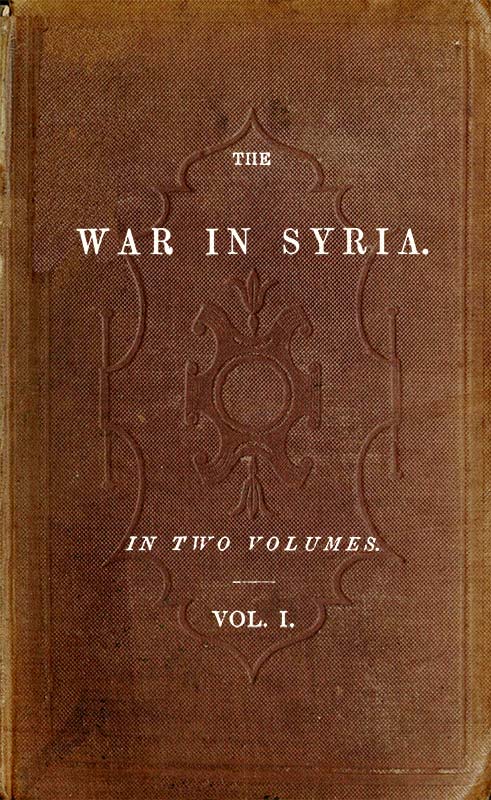 THE
WAR IN SYRIA.
IN TWO VOLUMES.
VOL. I.